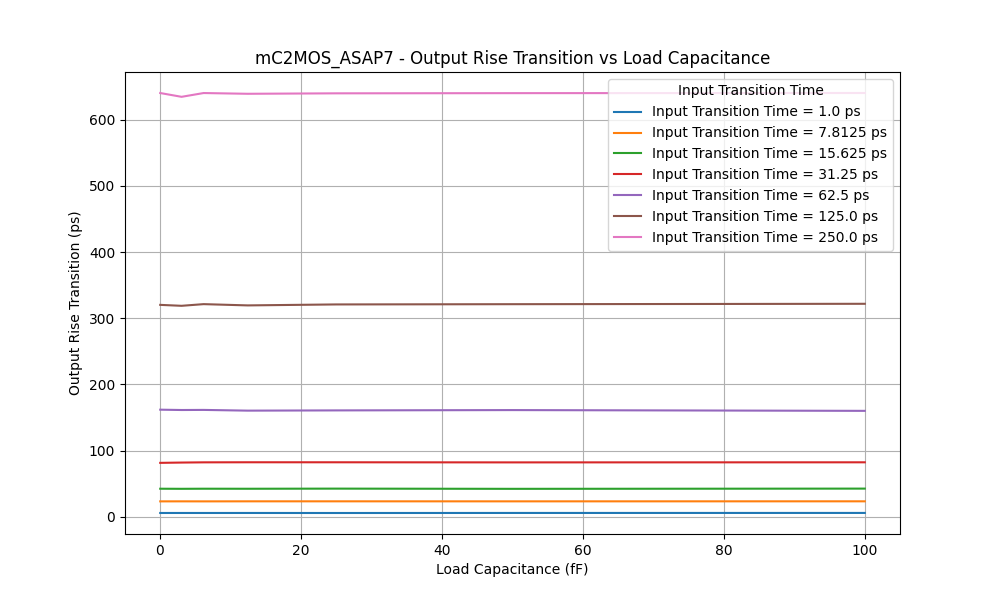 mC2MOS_ASAP7 - Output Rise Transition vs Load Capacitance
Input Transition Time
Input Transition Time = 1.0 ps
Input Transition Time = 7.8125 ps
Input Transition Time = 15.625 ps
Input Transition Time = 31.25 ps
Input Transition Time = 62.5 ps
Input Transition Time = 125.0 ps
Input Transition Time = 250.0 ps
Output Rise Transition (ps)
600
500
400
300
200
100
0
0 20 40 60 80 100
Load Capacitance (fF)